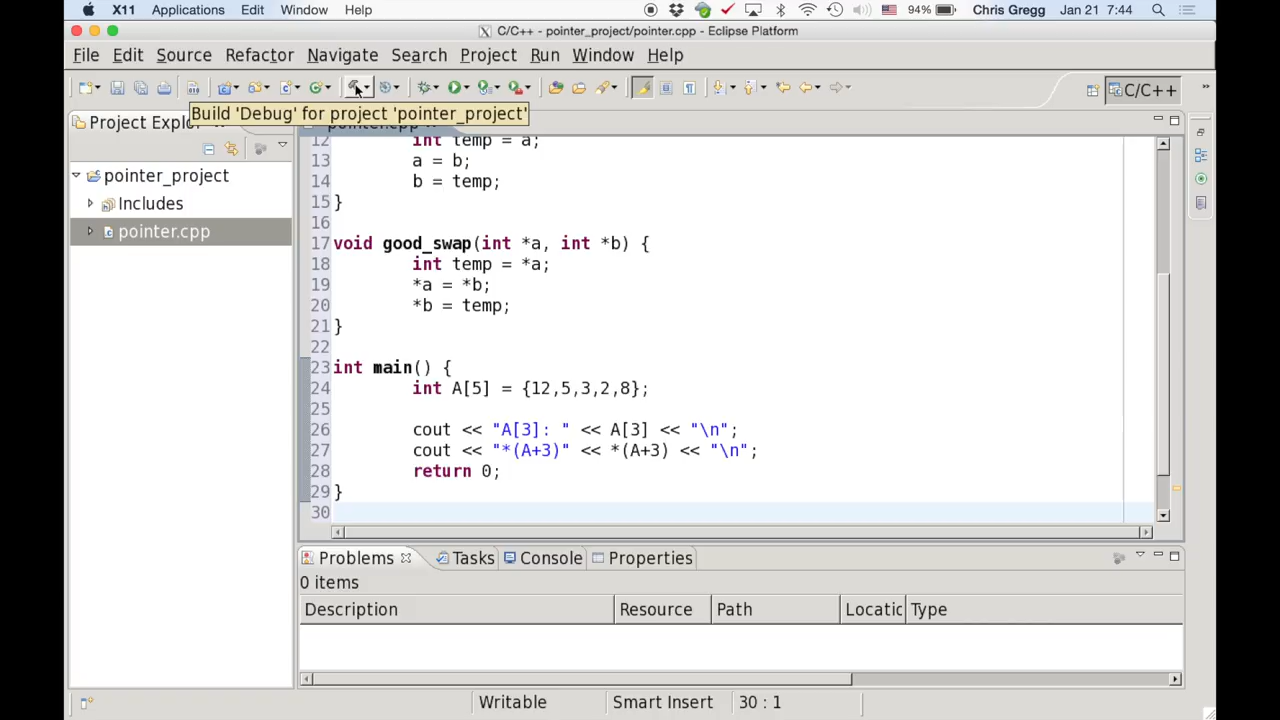 X11 Applications Edit Window Help 94% Chris Gregg Jan 21 7:44
C/C++ - pointer_project/pointer.cpp - Eclipse Platform
File Edit Source Refactor Navigate Search Project Run Window Help
C/C++
Build 'Debug' for project 'pointer_project'
Project Explo
pointer_project
Includes
pointer.cpp
12 int temp = a;
13 a = b;
14 b = temp;
15 }
16
17 void good_swap(int *a, int *b) {
18 int temp = *a;
19 *a = *b;
20 *b = temp;
21 }
22
23 int main() {
24 int A[5] = {12,5,3,2,8};
25
26 cout << "A[3]: " << A[3] << "\n";
27 cout << "*(A+3)" << *(A+3) << "\n";
28 return 0;
29 }
30
Problems Tasks Console Properties
0 items
Description Resource Path Locatic Type
Writable Smart Insert 30 : 1